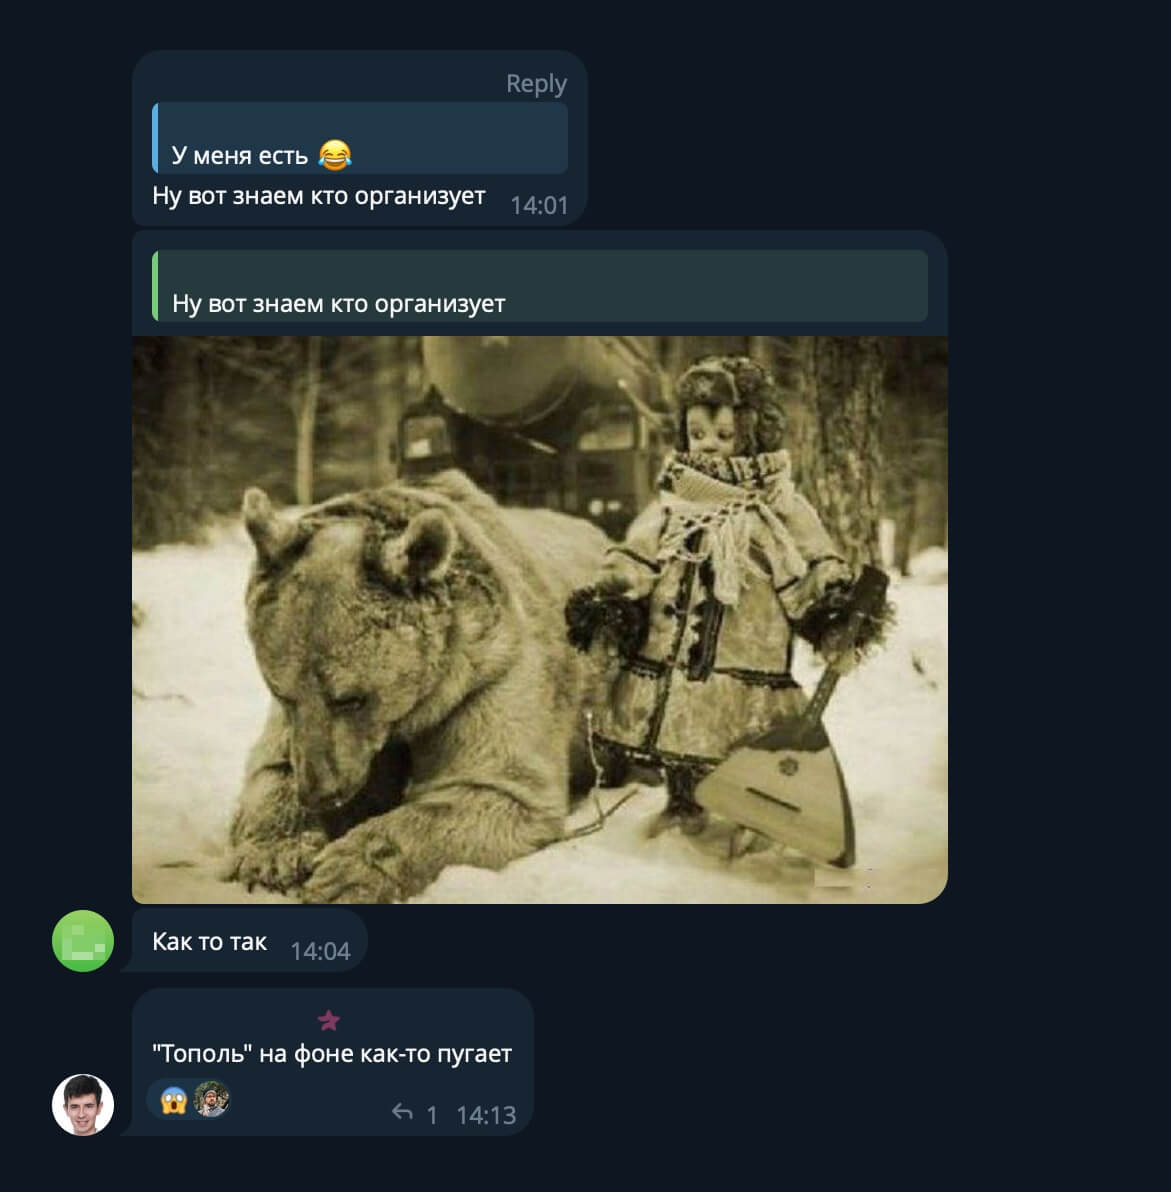 Reply
У меня есть 😂
Ну вот знаем кто организует
14:01
Ну вот знаем кто организует
Как то так
14:04
"Тополь" на фоне как-то пугает
1 14:13